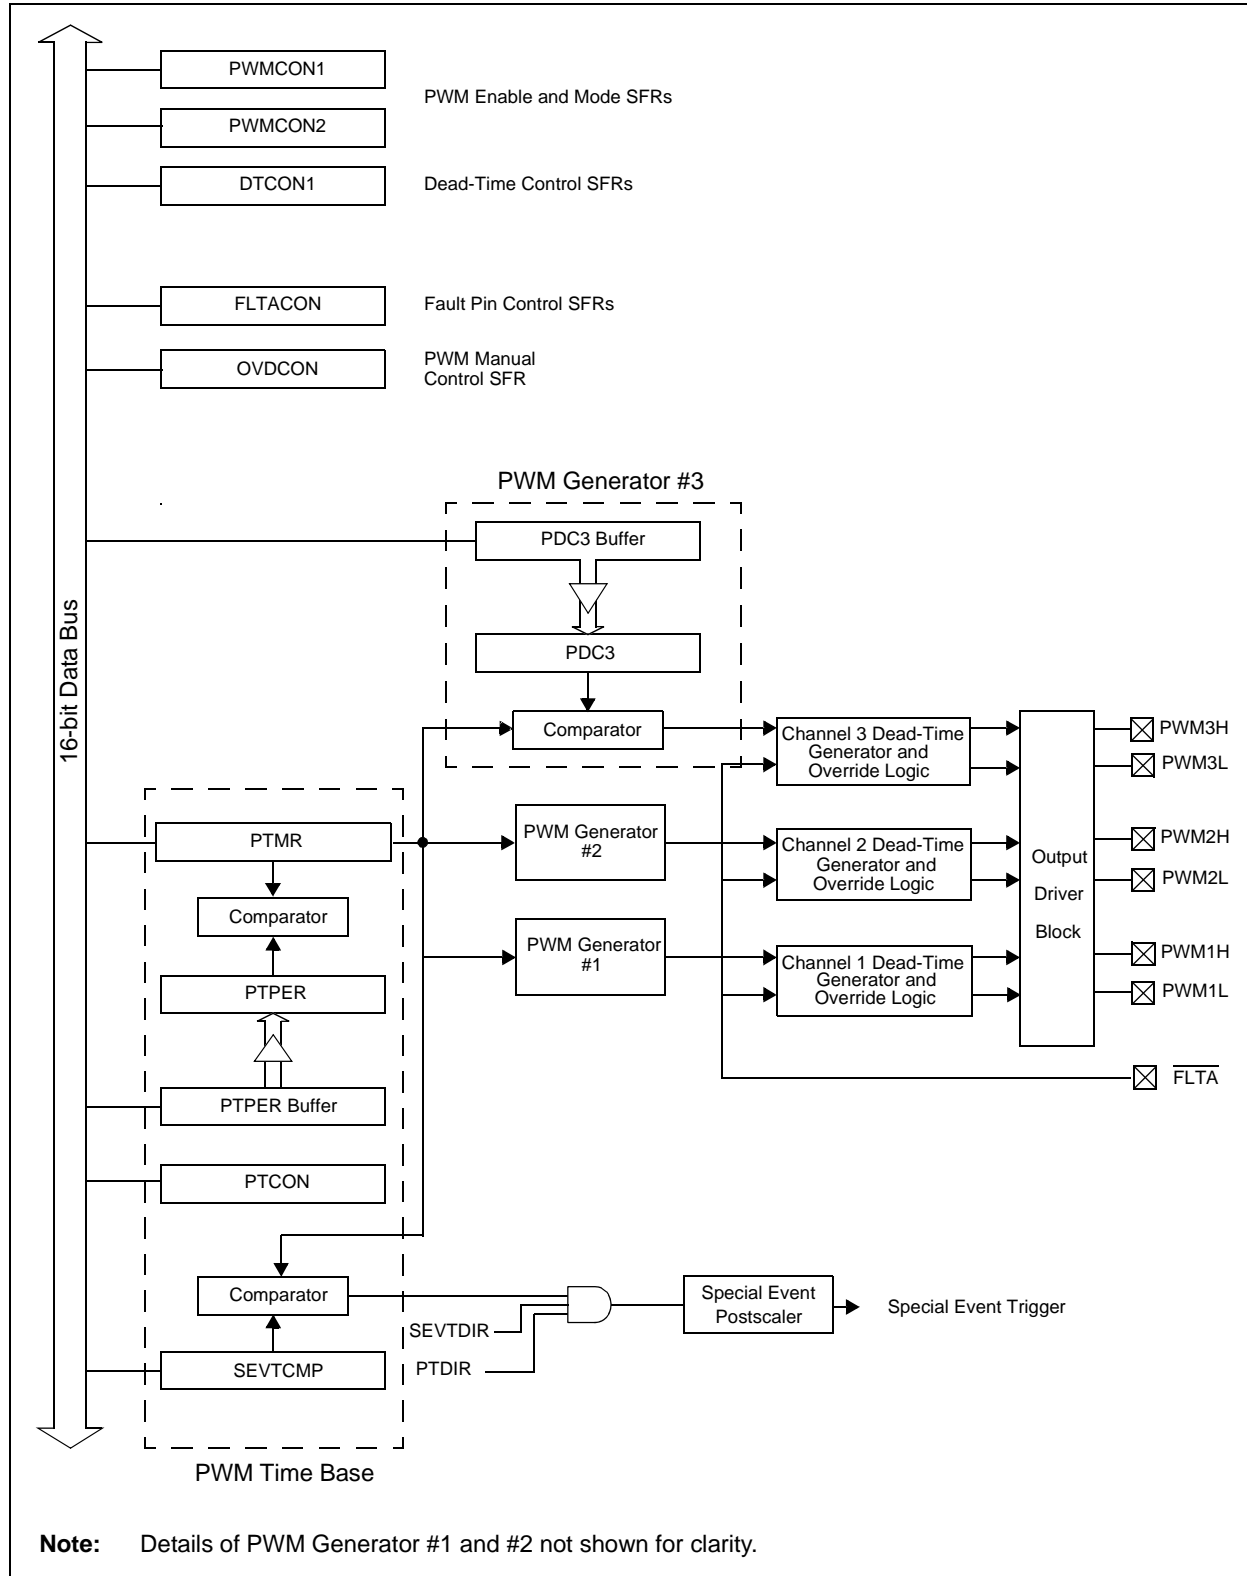 PWMCON1
PWM Enable and Mode SFRs
PWMCON2
DTCON1
Dead-Time Control SFRs
FLTACON
Fault Pin Control SFRs
OVDCON
PWM Manual
Control SFR
PWM Generator #3
PDC3 Buffer
PDC3
Comparator
16-bit Data Bus
Channel 3 Dead-Time
Generator and
Override Logic
PWM3H
PWM3L
PTMR
PWM Generator
#2
Channel 2 Dead-Time
Generator and
Override Logic
PWM2H
PWM2L
Output
Driver
Block
Comparator
PTPER
PWM Generator
#1
Channel 1 Dead-Time
Generator and
Override Logic
PWM1H
PWM1L
FLTA
PTPER Buffer
PTCON
Comparator
SEVTDIR
PTDIR
Special Event
Postscaler
Special Event Trigger
SEVTCMP
PWM Time Base
Note: Details of PWM Generator #1 and #2 not shown for clarity.